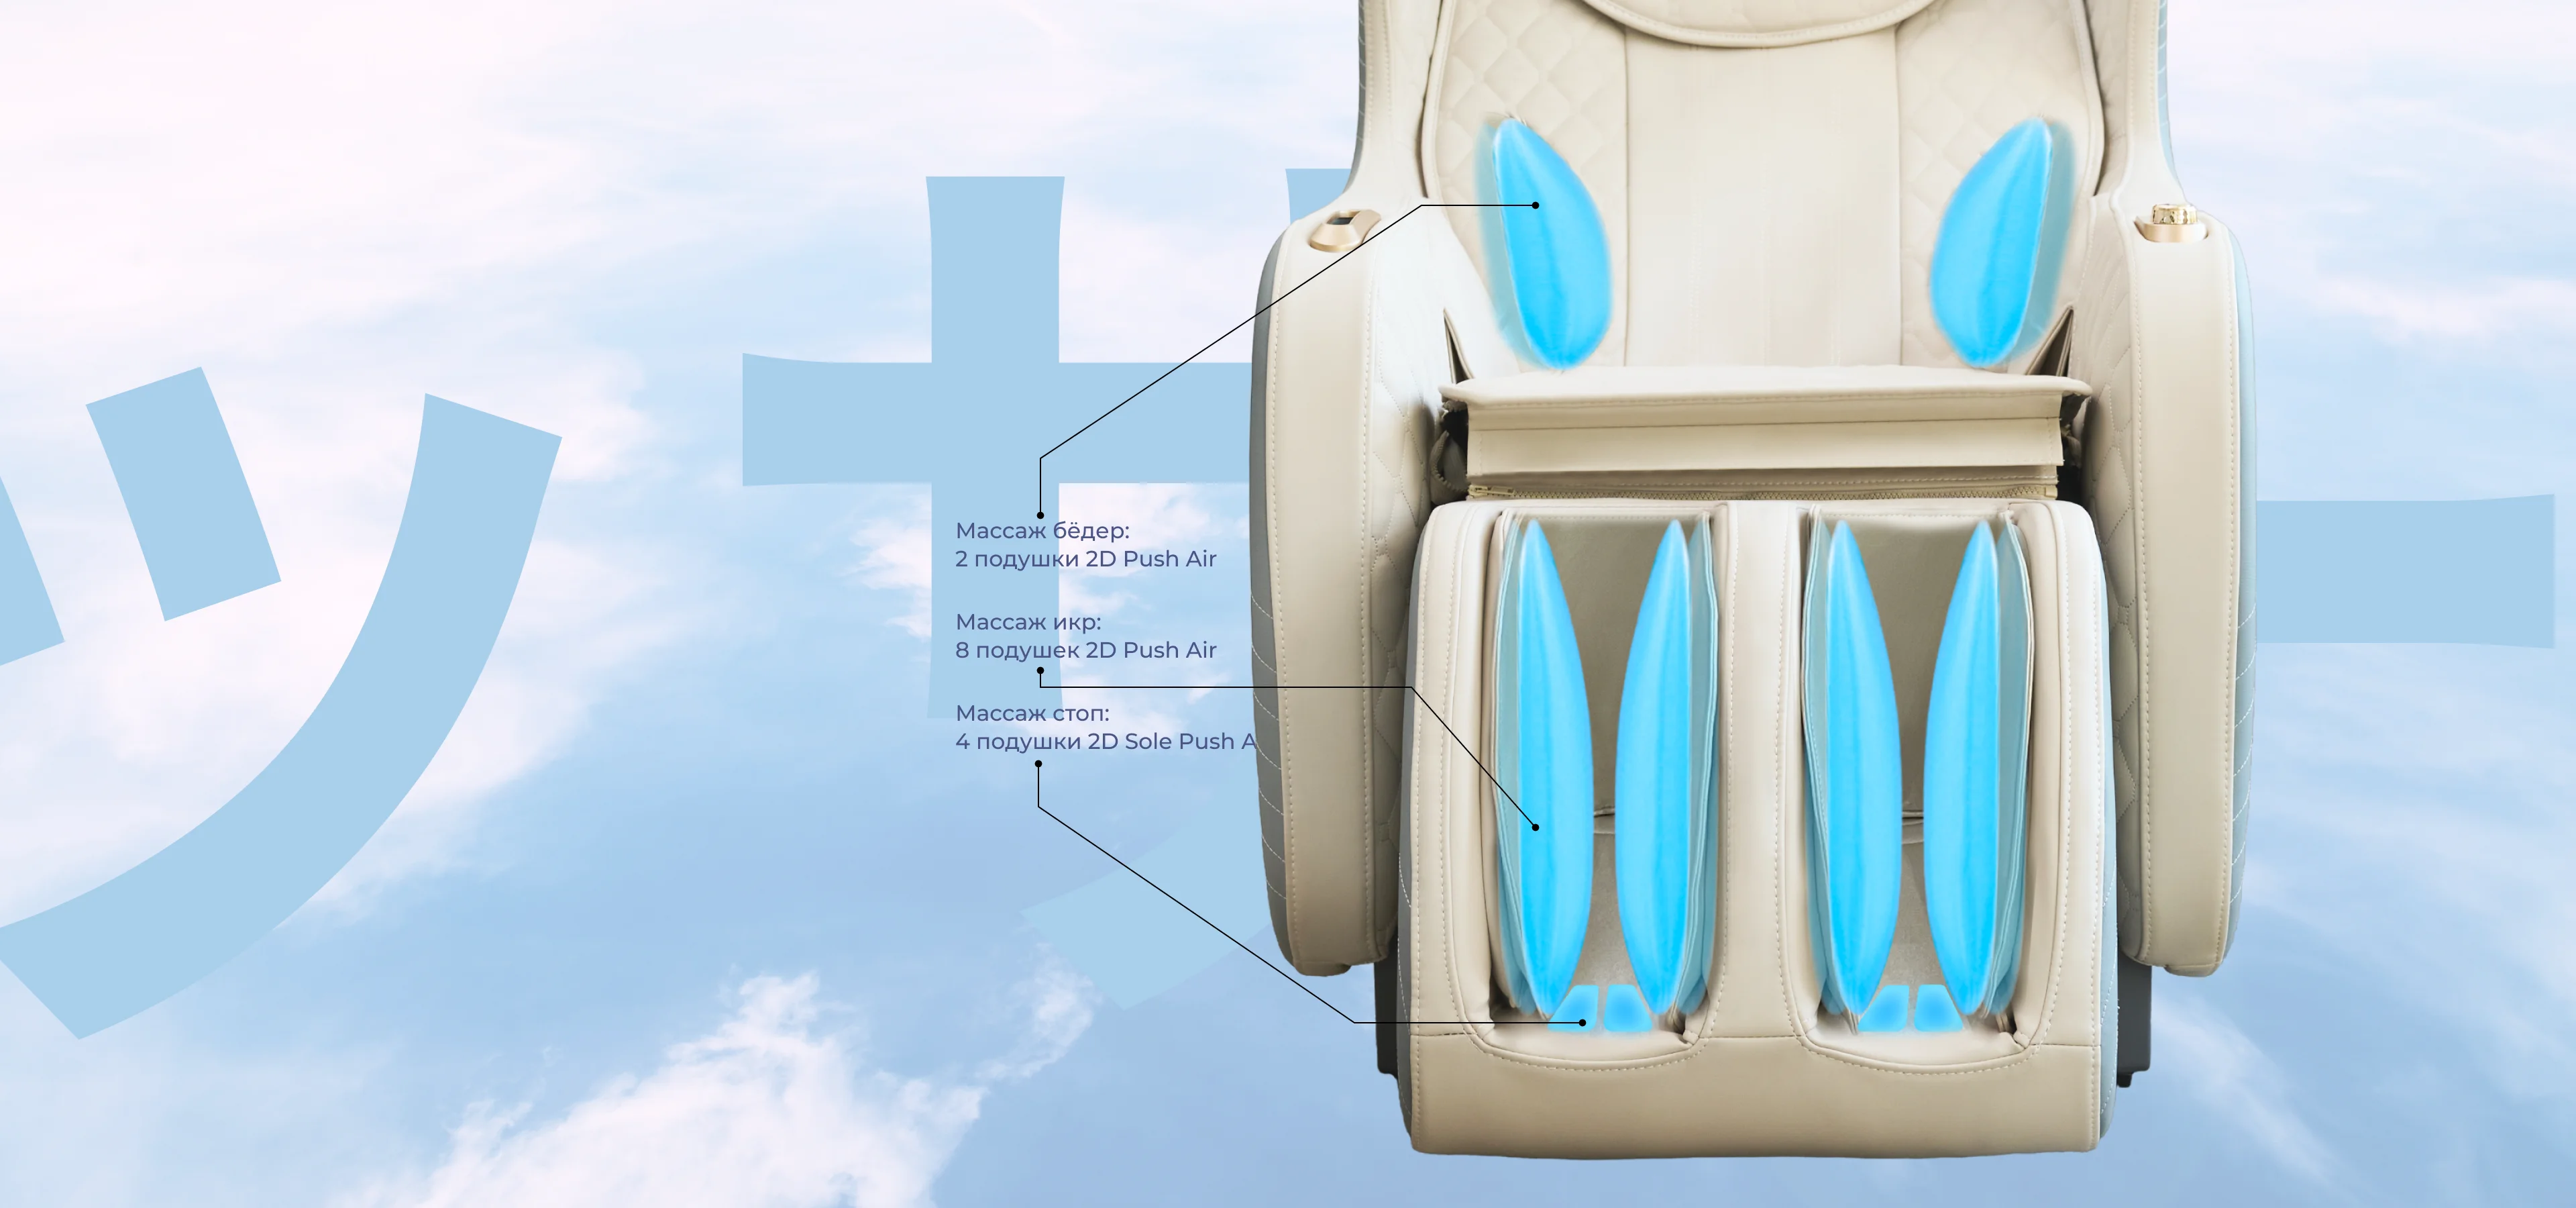 ッサー
Массаж бёдер:
2 подушки 2D Push Air
Массаж икр:
8 подушек 2D Push Air
Массаж стоп:
4 подушки 2D Sole Push A